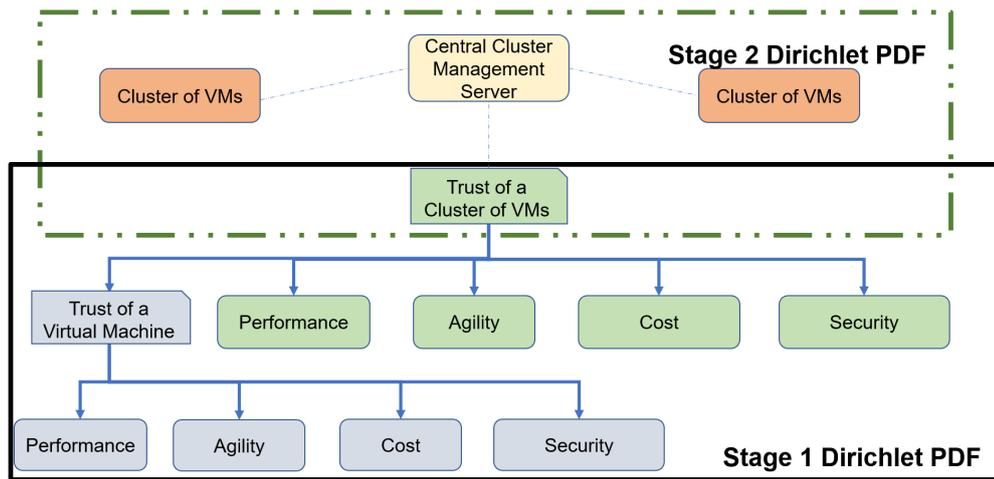 Central Cluster
Management
Server
Stage 2 Dirichlet PDF
Cluster of VMs
Cluster of VMs
Trust of a
Cluster of VMs
Trust of a
Virtual Machine
Performance
Agility
Cost
Security
Performance
Agility
Cost
Security
Stage 1 Dirichlet PDF